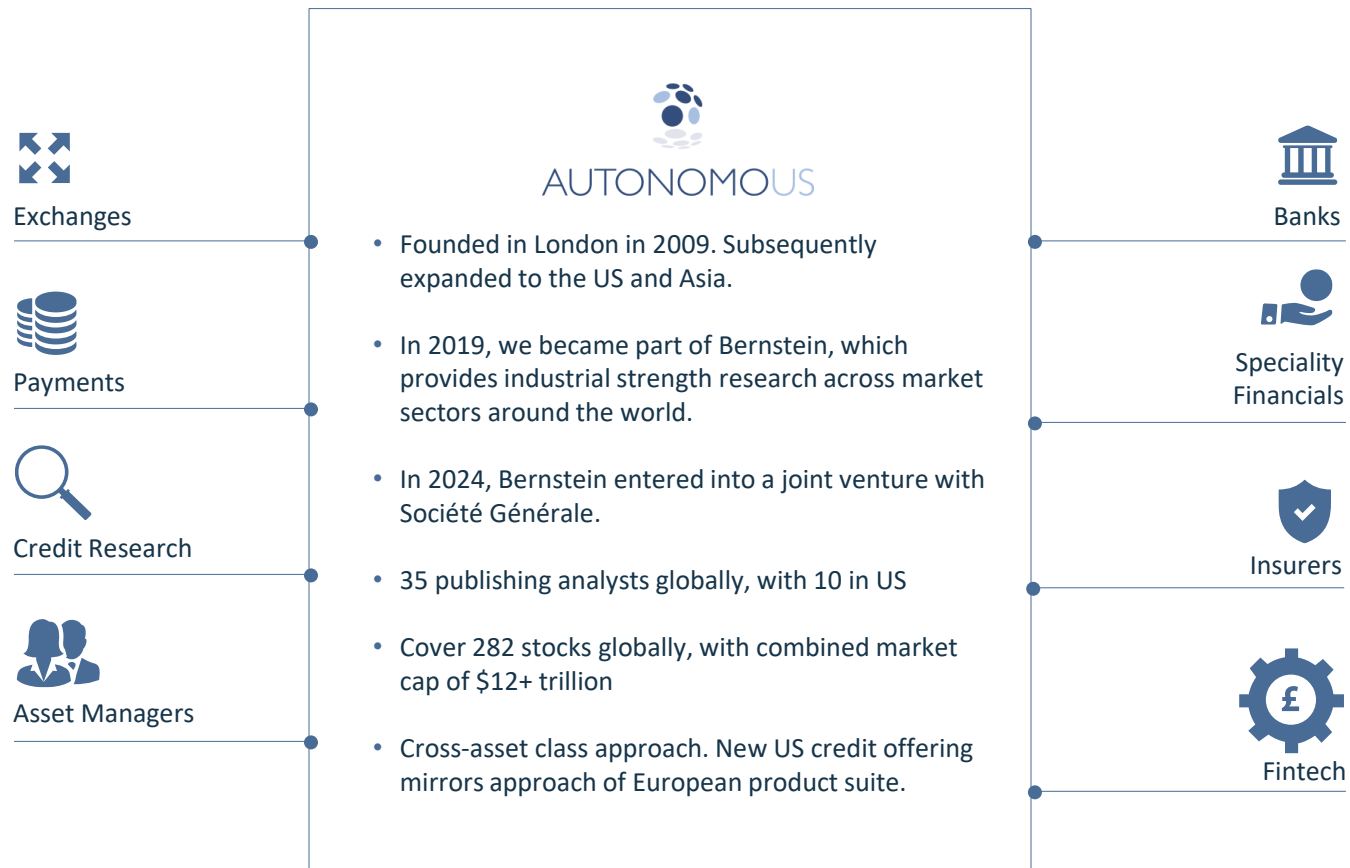 Exchanges
Payments
Credit Research
Asset Managers
AUTONOMOUS
• Founded in London in 2009. Subsequently
expanded to the US and Asia.
• In 2019, we became part of Bernstein, which
provides industrial strength research across market
sectors around the world.
• In 2024, Bernstein entered into a joint venture with
Société Générale.
• 35 publishing analysts globally, with 10 in US
• Cover 282 stocks globally, with combined market
cap of $12+ trillion
• Cross-asset class approach. New US credit offering
mirrors approach of European product suite.
Banks
Speciality
Financials
Insurers
£
Fintech